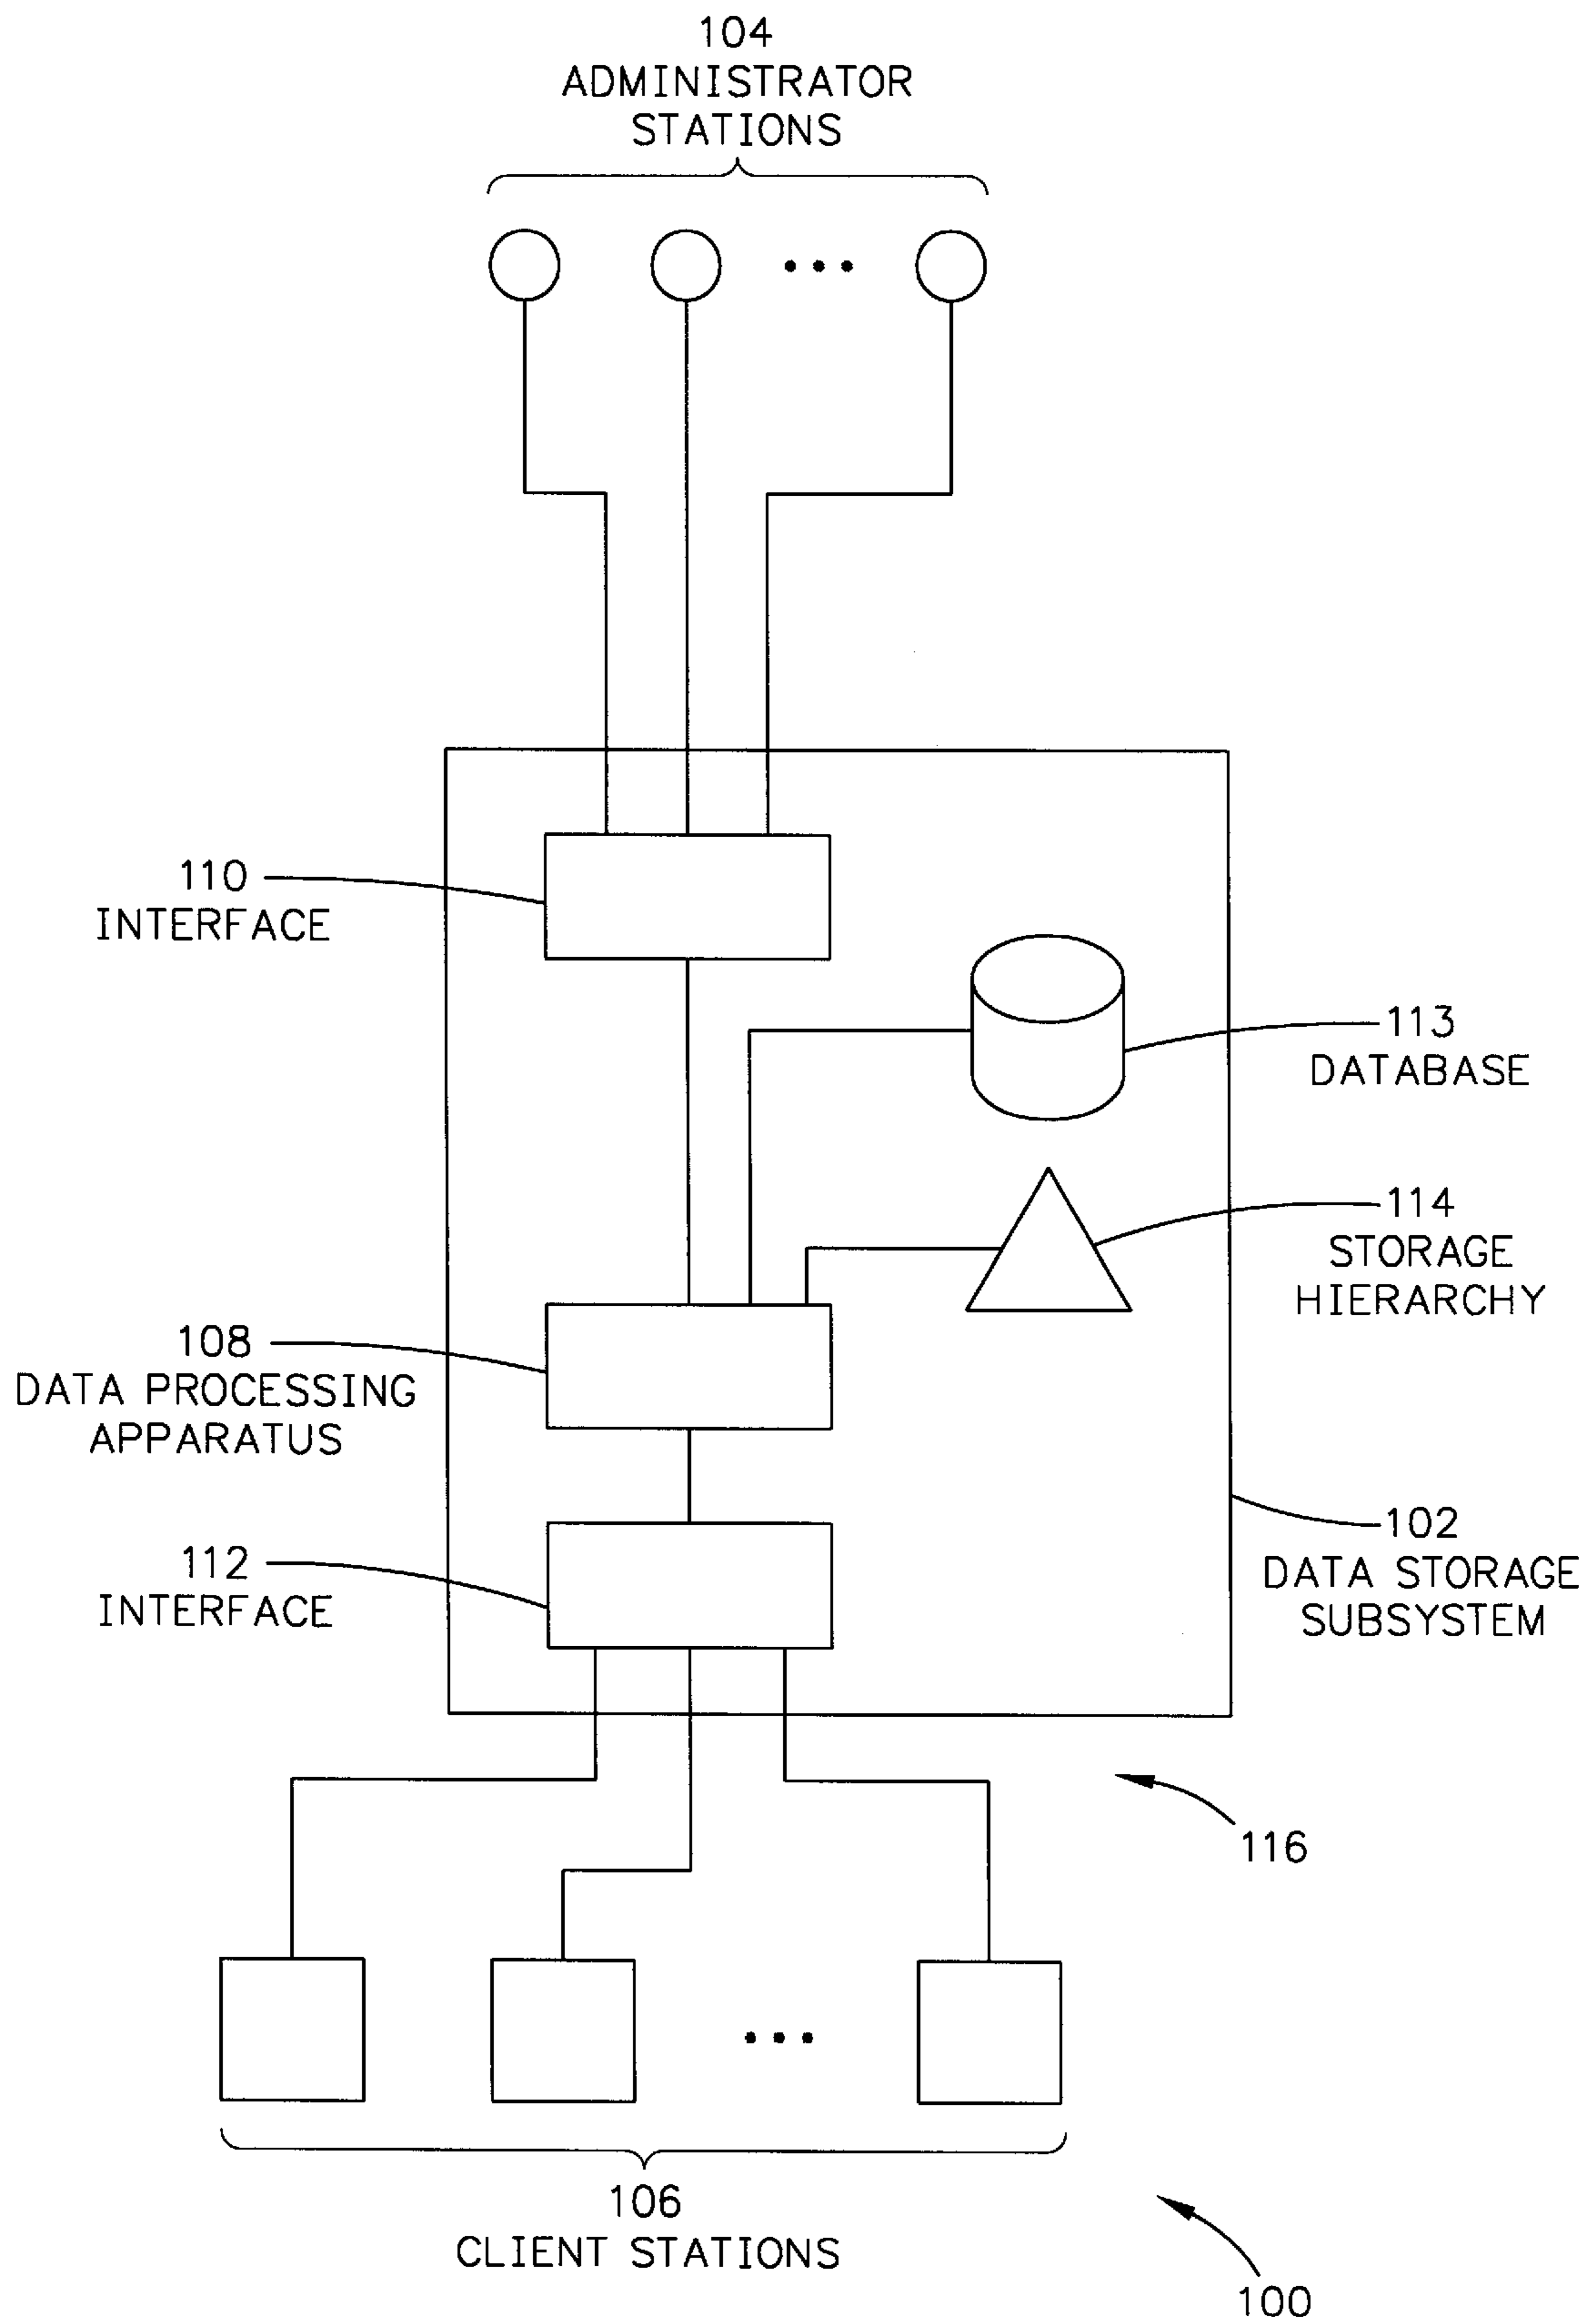 104
ADMINISTRATOR
STATIONS
110
INTERFACE
113
DATABASE
114
STORAGE
HIERARCHY
108
DATA PROCESSING
APPARATUS
102
DATA STORAGE
SUBSYSTEM
112
INTERFACE
116
106
CLIENT STATIONS
100